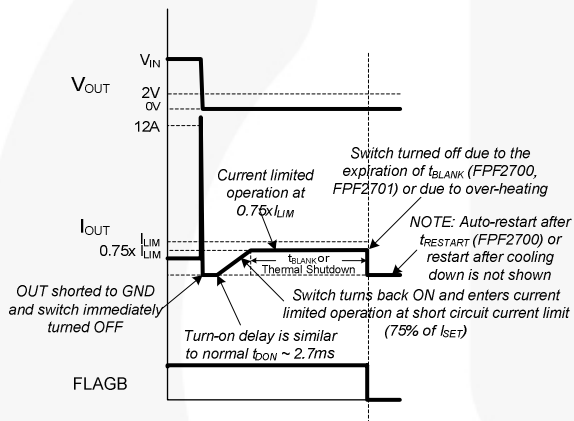 VIN
VOUT
2V
0V
12A
Switch turned off due to the
expiration of tBLANK (FPF2700,
FPF2701) or due to over-heating
Current limited
operation at
0.75xILIM
IOUT
ILIM
0.75x ILIM
NOTE: Auto-restart after
tRESTART (FPF2700) or
restart after cooling
down is not shown
tBLANK or
Thermal Shutdown
OUT shorted to GND
and switch immediately
turned OFF
Switch turns back ON and enters current
limited operation at short circuit current limit
(75% of ISET)
Turn-on delay is similar
to normal tDON ~ 2.7ms
FLAGB